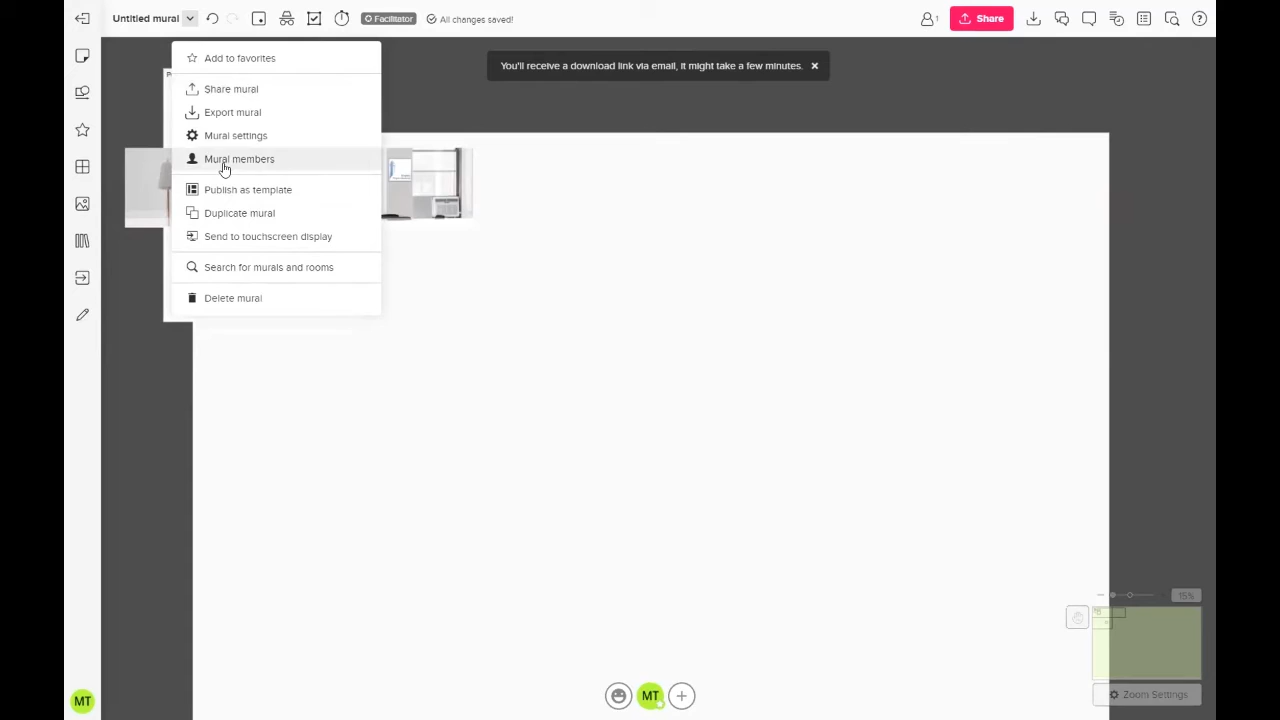 Untitled mural
Facilitator
All changes saved!
1
Share
Add to favorites
Share mural
Export mural
Mural settings
Mural members
Publish as template
Duplicate mural
Send to touchscreen display
Search for murals and rooms
Delete mural
You'll receive a download link via email, it might take a few minutes.
15%
Zoom Settings
MT
MT